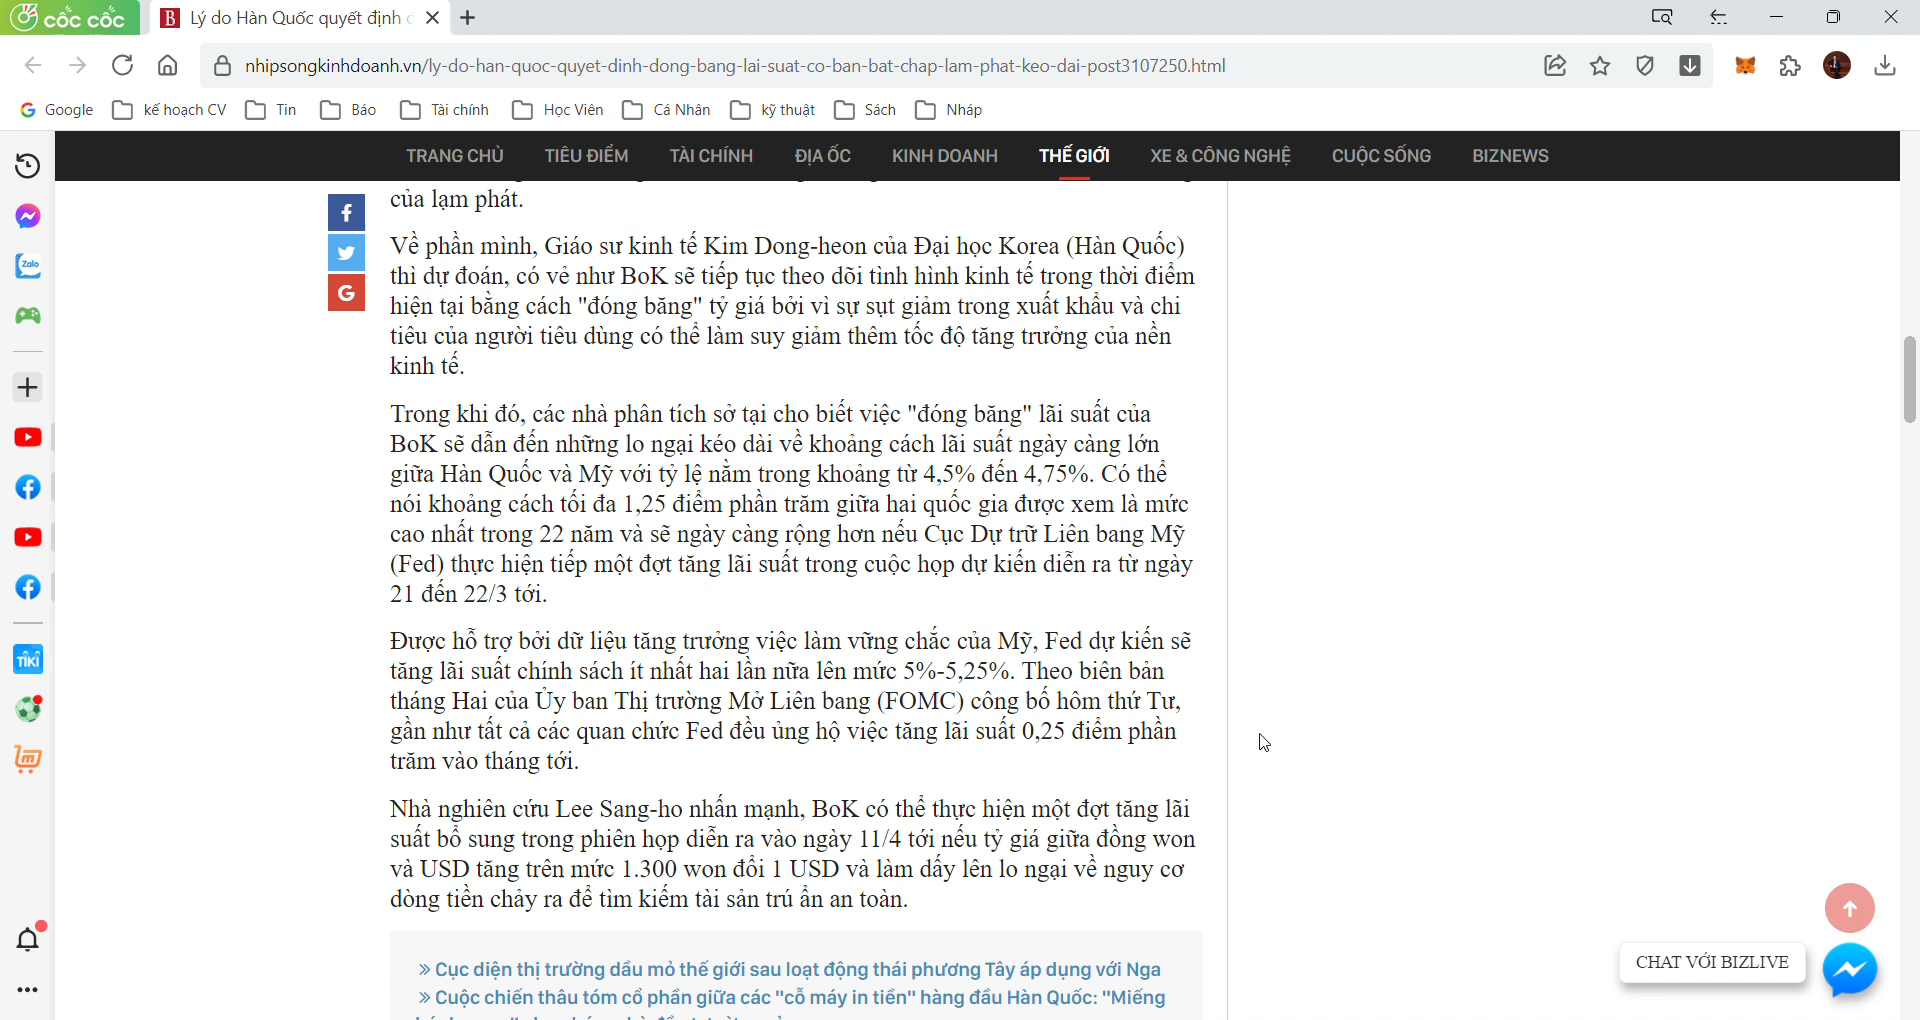 cốc cốc
B Lý do Hàn Quốc quyết định
nhipsongkinhdoanh.vn/ly-do-han-quoc-quyet-dinh-dong-bang-lai-suat-co-ban-bat-chap-lam-phat-keo-dai-post3107250.html
Google kế hoạch CV Tin Báo Tài chính Học Viên Cá Nhân kỹ thuật Sách Nháp
TRANG CHỦ TIÊU ĐIỂM TÀI CHÍNH ĐỊA ỐC KINH DOANH THẾ GIỚI XE & CÔNG NGHỆ CUỘC SỐNG BIZNEWS
của lạm phát.
Về phần mình, Giáo sư kinh tế Kim Dong-heon của Đại học Korea (Hàn Quốc)
thì dự đoán, có vẻ như BoK sẽ tiếp tục theo dõi tình hình kinh tế trong thời điểm
hiện tại bằng cách "đóng băng" tỷ giá bởi vì sự sụt giảm trong xuất khẩu và chi
tiêu của người tiêu dùng có thể làm suy giảm thêm tốc độ tăng trưởng của nền
kinh tế.
Trong khi đó, các nhà phân tích sở tại cho biết việc "đóng băng" lãi suất của
BoK sẽ dẫn đến những lo ngại kéo dài về khoảng cách lãi suất ngày càng lớn
giữa Hàn Quốc và Mỹ với tỷ lệ nằm trong khoảng từ 4,5% đến 4,75%. Có thể
nói khoảng cách tối đa 1,25 điểm phần trăm giữa hai quốc gia được xem là mức
cao nhất trong 22 năm và sẽ ngày càng rộng hơn nếu Cục Dự trữ Liên bang Mỹ
(Fed) thực hiện tiếp một đợt tăng lãi suất trong cuộc họp dự kiến diễn ra từ ngày
21 đến 22/3 tới.
Được hỗ trợ bởi dữ liệu tăng trưởng việc làm vững chắc của Mỹ, Fed dự kiến sẽ
tăng lãi suất chính sách ít nhất hai lần nữa lên mức 5%-5,25%. Theo biên bản
tháng Hai của Ủy ban Thị trường Mở Liên bang (FOMC) công bố hôm thứ Tư,
gần như tất cả các quan chức Fed đều ủng hộ việc tăng lãi suất 0,25 điểm phần
trăm vào tháng tới.
Nhà nghiên cứu Lee Sang-ho nhấn mạnh, BoK có thể thực hiện một đợt tăng lãi
suất bổ sung trong phiên họp diễn ra vào ngày 11/4 tới nếu tỷ giá giữa đồng won
và USD tăng trên mức 1.300 won đổi 1 USD và làm dấy lên lo ngại về nguy cơ
dòng tiền chảy ra để tìm kiếm tài sản trú ẩn an toàn.
» Cục diện thị trường dầu mỏ thế giới sau loạt động thái phương Tây áp dụng với Nga
» Cuộc chiến thâu tóm cổ phần giữa các "cỗ máy in tiền" hàng đầu Hàn Quốc: "Miếng
CHAT VỚI BIZLIVE
Zalo
TIKI